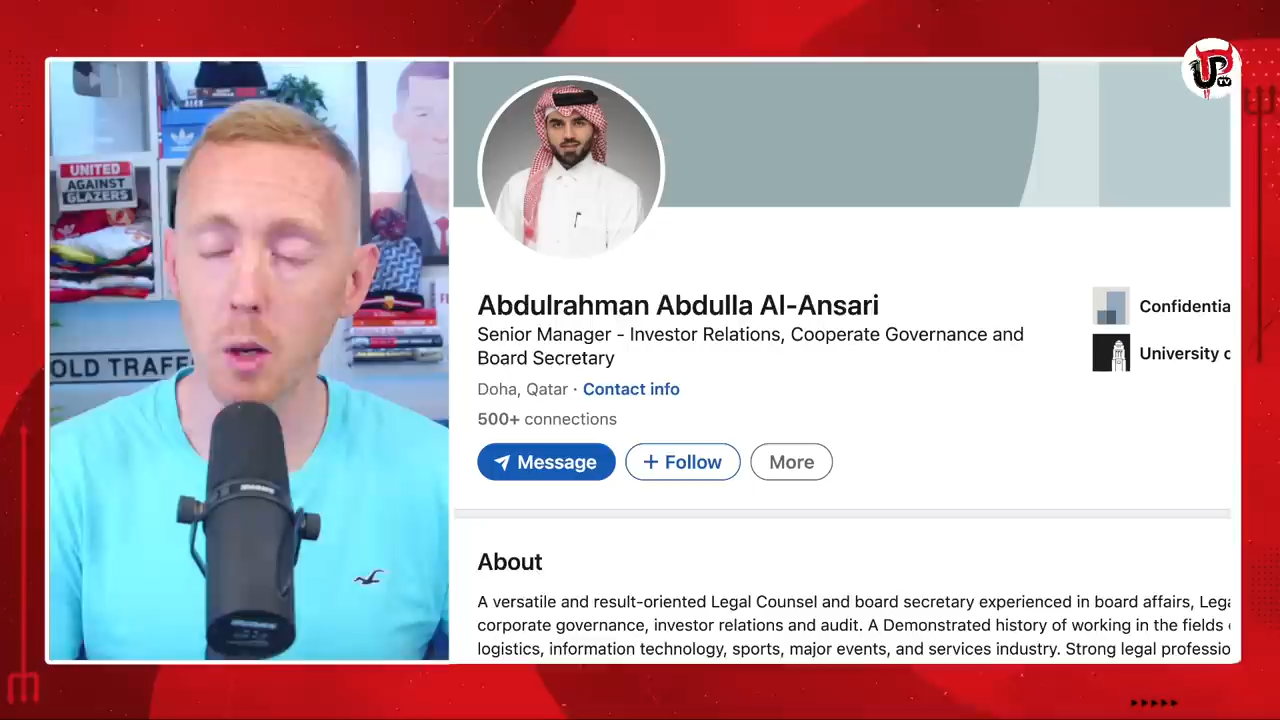 UNITED
AGAINST
GLAZERS
OLD TRAFF
UP
TV
Abdulrahman Abdulla Al-Ansari
Senior Manager - Investor Relations, Cooperate Governance and
Board Secretary
Doha, Qatar · Contact info
500+ connections
Message
+ Follow
More
Confidentia
University
About
A versatile and result-oriented Legal Counsel and board secretary experienced in board affairs,
corporate governance, investor relations and audit. A Demonstrated history of working in the fields
logistics, information technology, sports, major events, and services industry. Strong legal professio